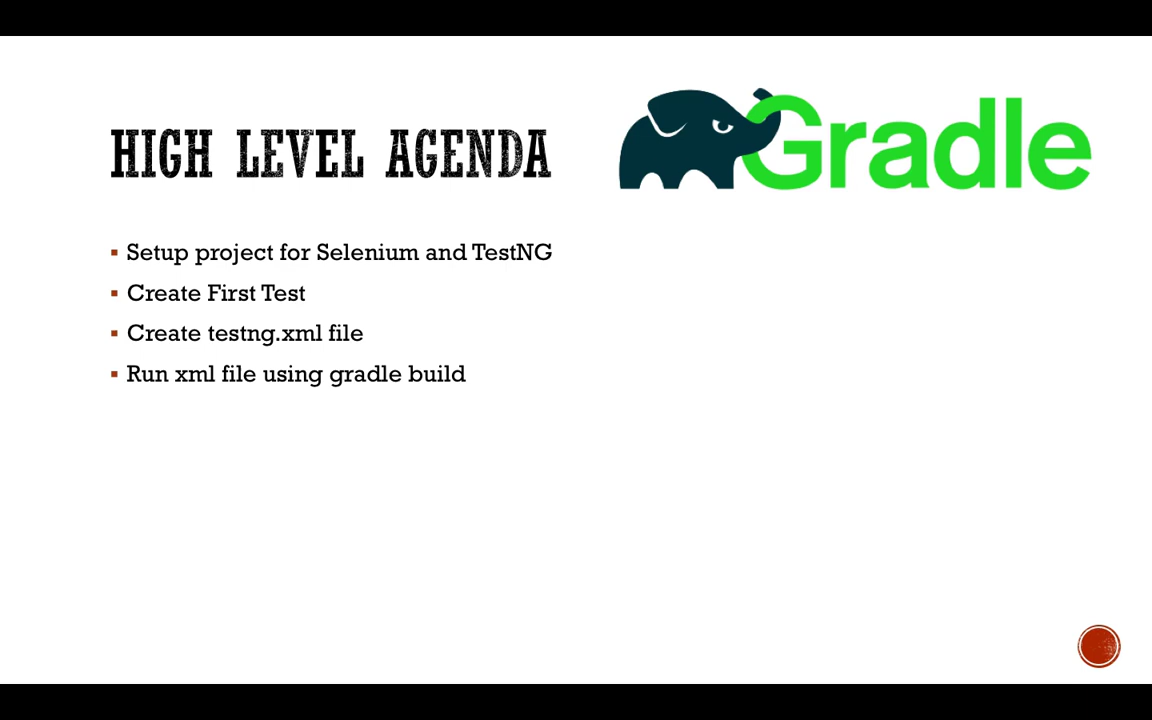 HIGH LEVEL AGENDA
Gradle
Setup project for Selenium and TestNG
Create First Test
Create testng.xml file
Run xml file using gradle build